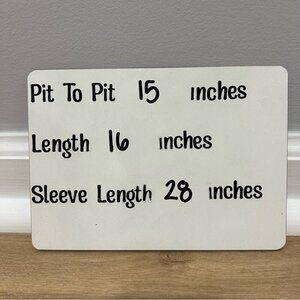 Pit To Pit 15 inches
Length 16 inches
Sleeve Length 28 inches